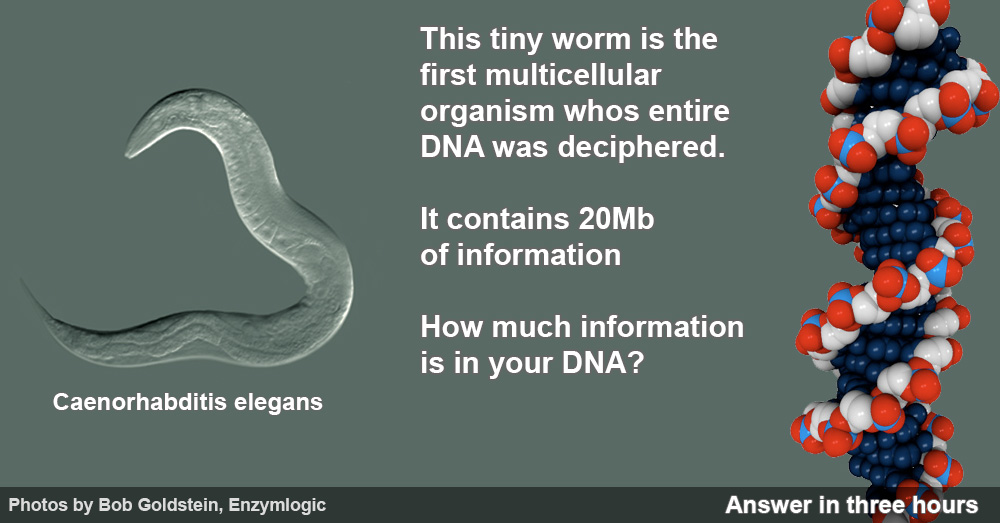 This tiny worm is the
first multicellular
organism whos entire
DNA was deciphered.
It contains 20Mb
of information
How much information
is in your DNA?
Caenorhabditis elegans
Photos by Bob Goldstein, Enzymlogic
Answer in three hours